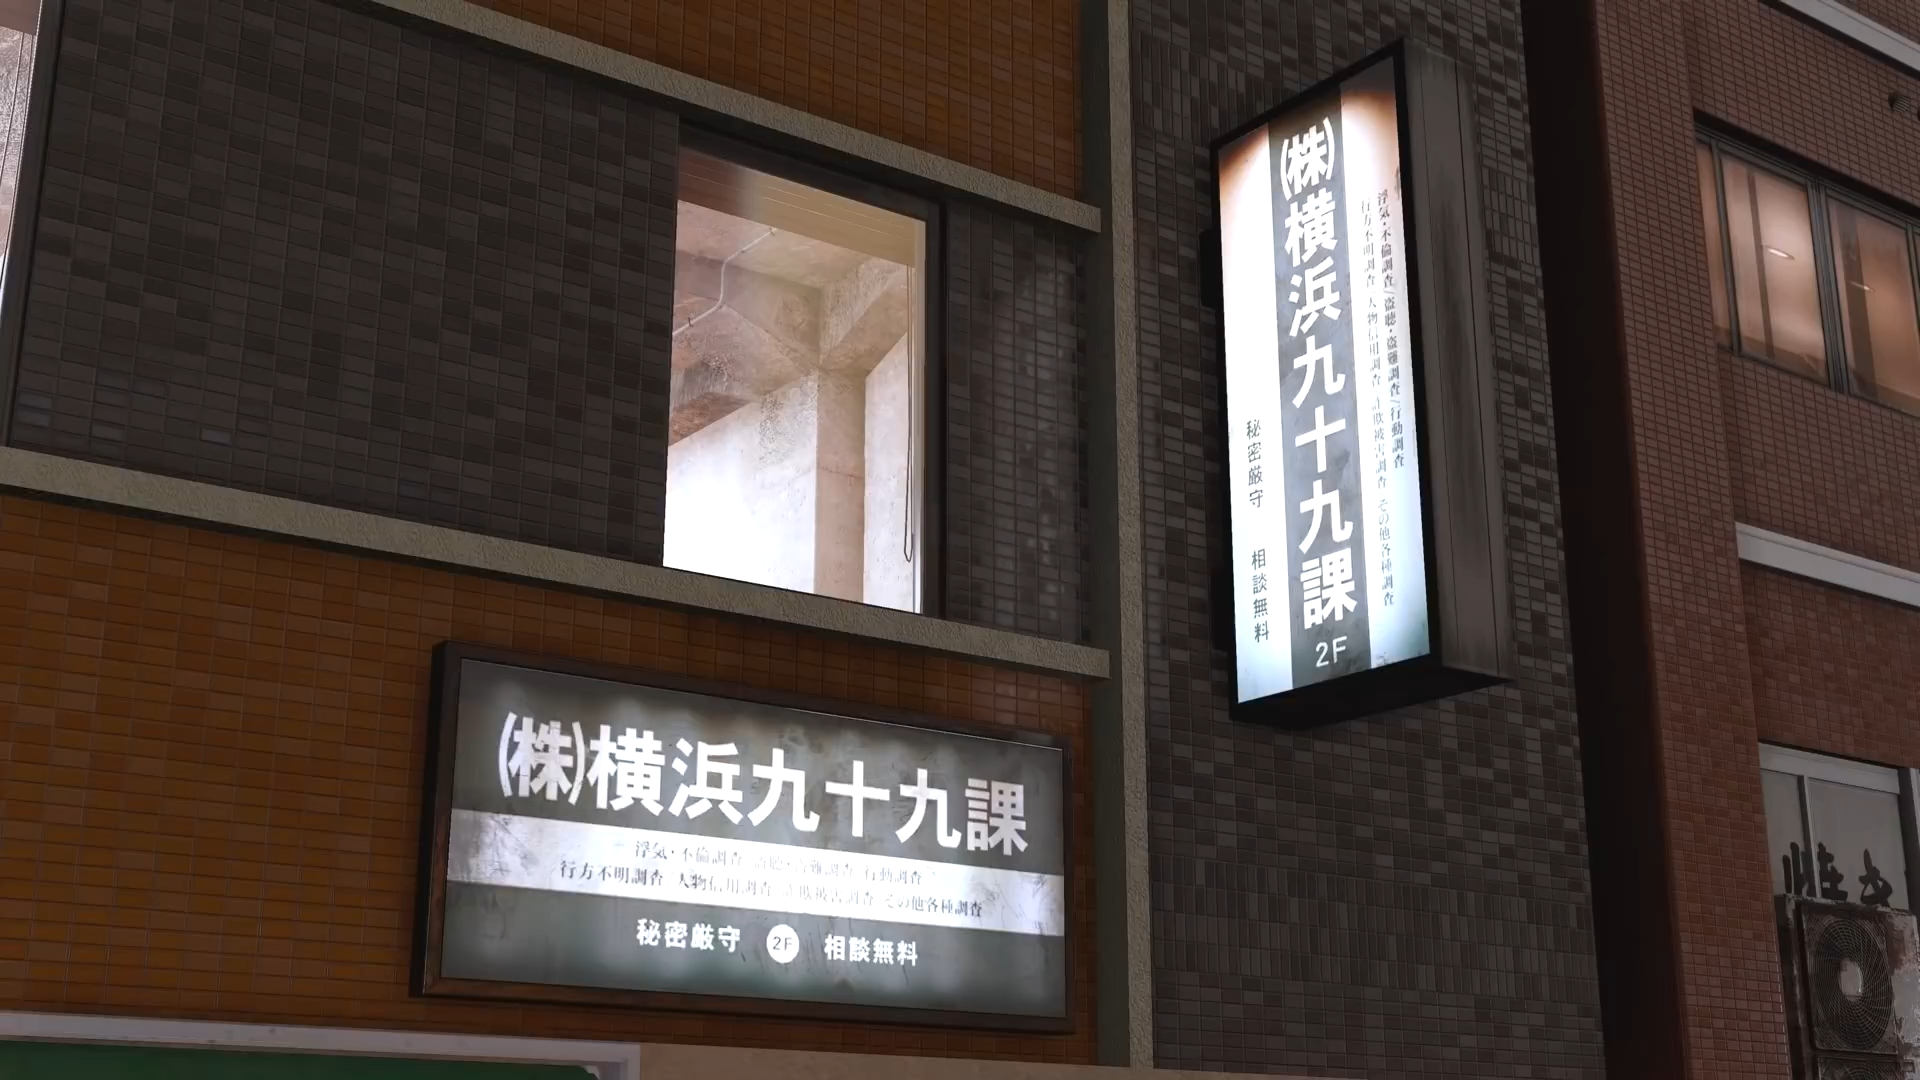 ㈱横浜九十九課
浮気・不倫調査/盗聴・盗難調査/行動調査
行方不明調査 人物信用調査 詐欺被害調査 その他各種調査
秘密厳守 相談無料
2F
㈱横浜九十九課
浮気・不倫調査 盗聴・盗難調査 行動調査
行方不明調査 人物信用調査 詐欺被害調査 その他各種調査
秘密厳守 2F 相談無料